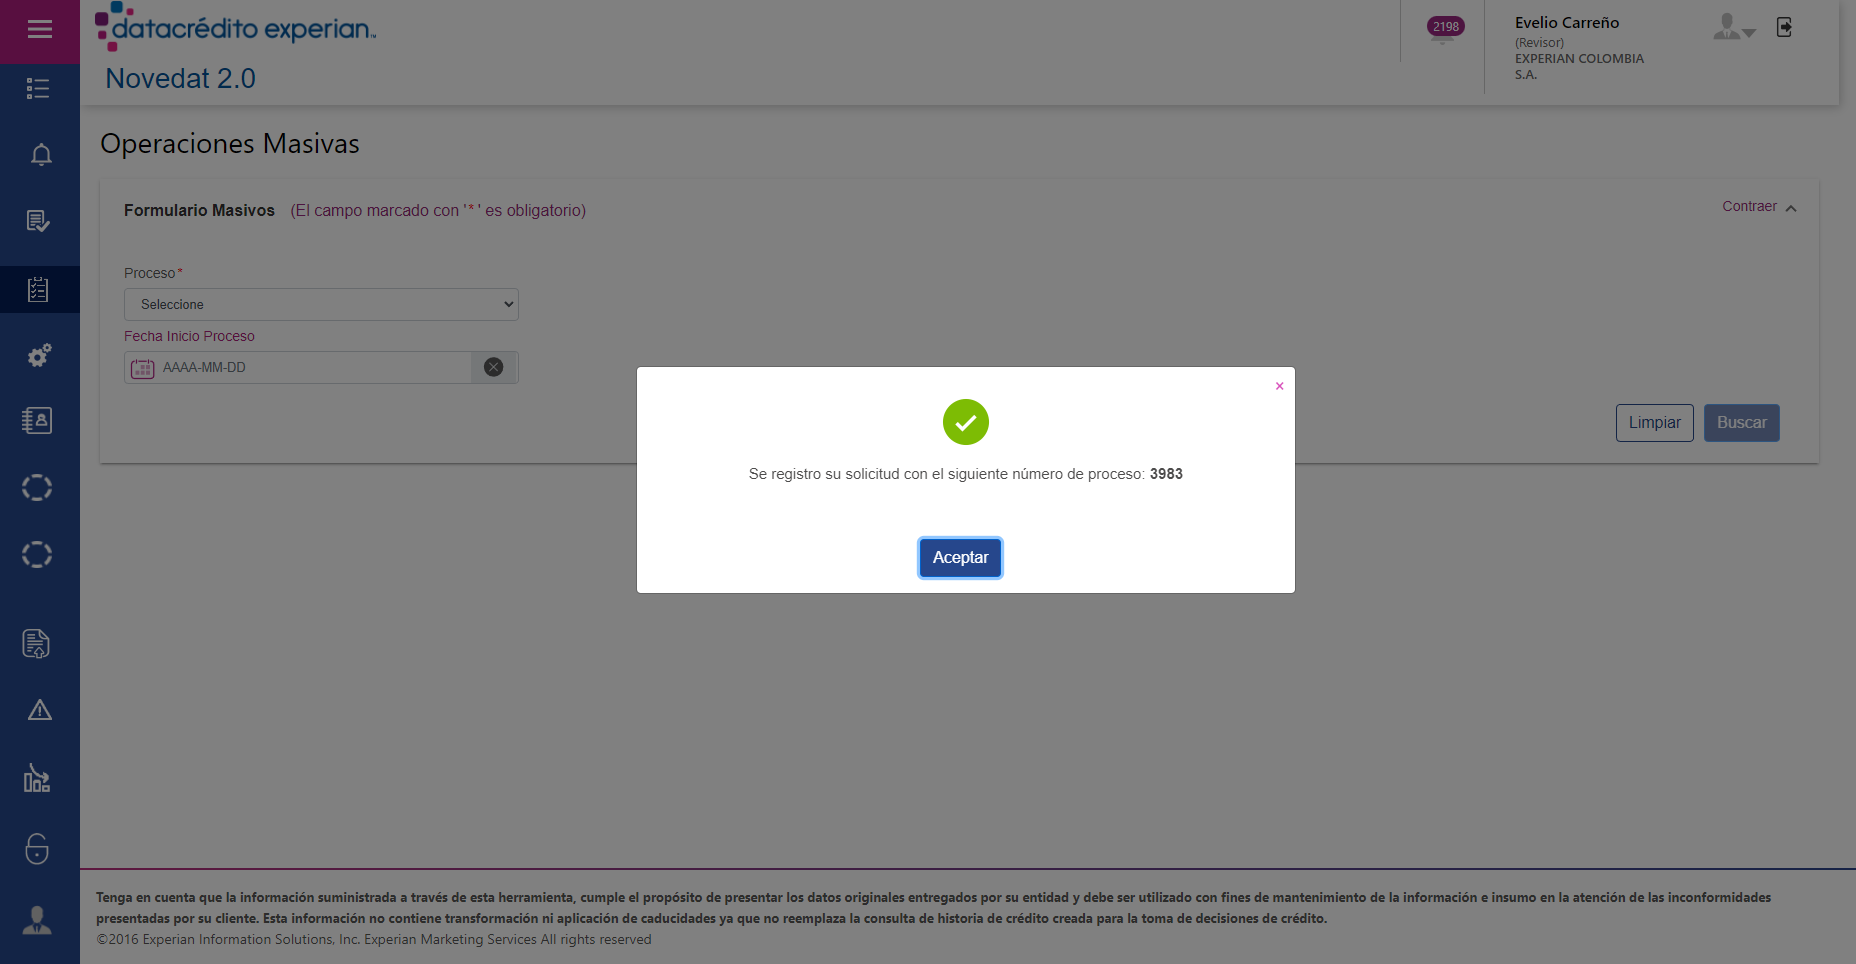 datacrédito experian™
Novedat 2.0
2198
Evelio Carreño
(Revisor)
EXPERIAN COLOMBIA
S.A.
Operaciones Masivas
Formulario Masivos (El campo marcado con '*' es obligatorio)
Contraer
Proceso*
Seleccione
Fecha Inicio Proceso
AAAA-MM-DD
Limpiar
Buscar
×
Se registro su solicitud con el siguiente número de proceso: 3983
Aceptar
Tenga en cuenta que la información suministrada a través de esta herramienta, cumple el propósito de presentar los datos originales entregados por su entidad y debe ser utilizado con fines de mantenimiento de la información e insumo en la atención de las inconformidades
presentadas por su cliente. Esta información no contiene transformación ni aplicación de caducidades ya que no reemplaza la consulta de historia de crédito creada para la toma de decisiones de crédito.
©2016 Experian Information Solutions, Inc. Experian Marketing Services All rights reserved